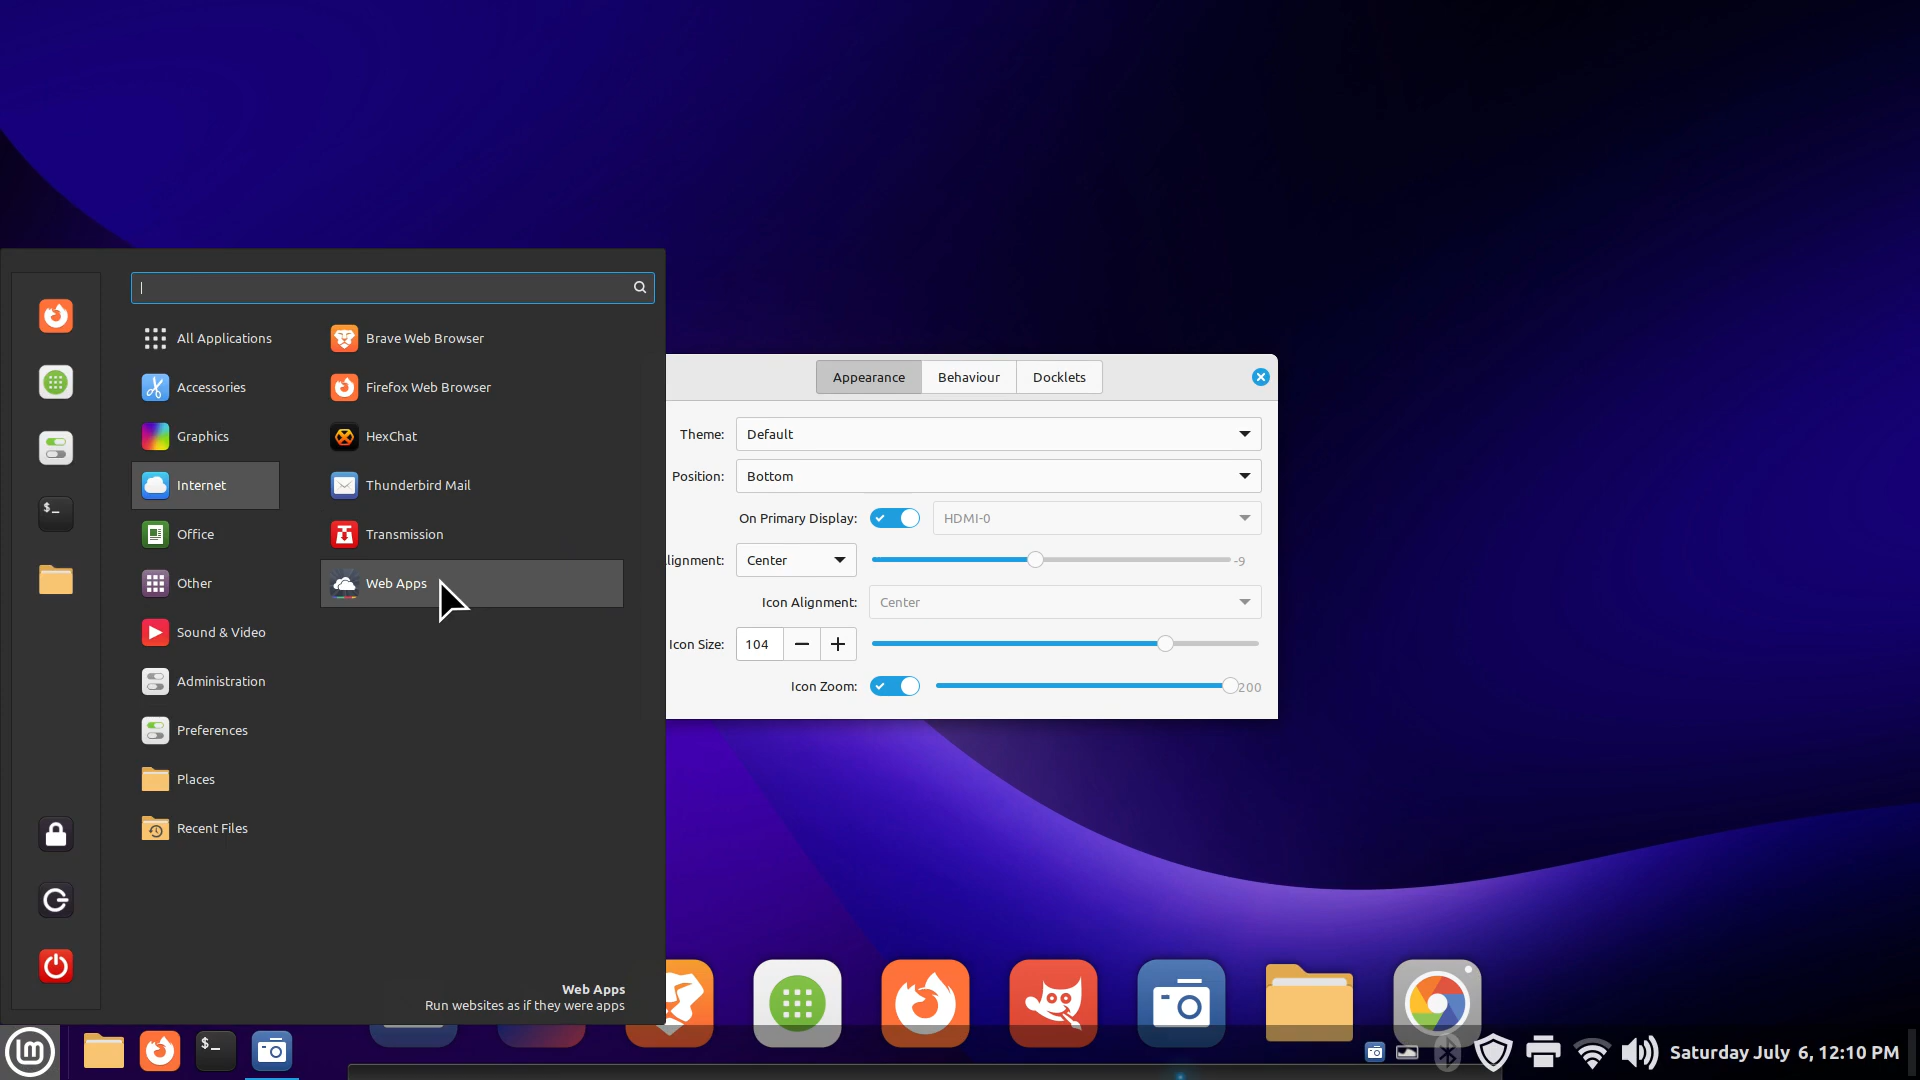 All Applications
Accessories
Graphics
Internet
Office
Other
Sound & Video
Administration
Preferences
Places
Recent Files
Brave Web Browser
Firefox Web Browser
HexChat
Thunderbird Mail
Transmission
Web Apps
Web Apps
Run websites as if they were apps
Appearance Behaviour Docklets
Theme: Default
Position: Bottom
On Primary Display: HDMI-0
lignment: Center -9
Icon Alignment: Center
Icon Size: 104
Icon Zoom: 200
$_
$_
Saturday July 6, 12:10 PM